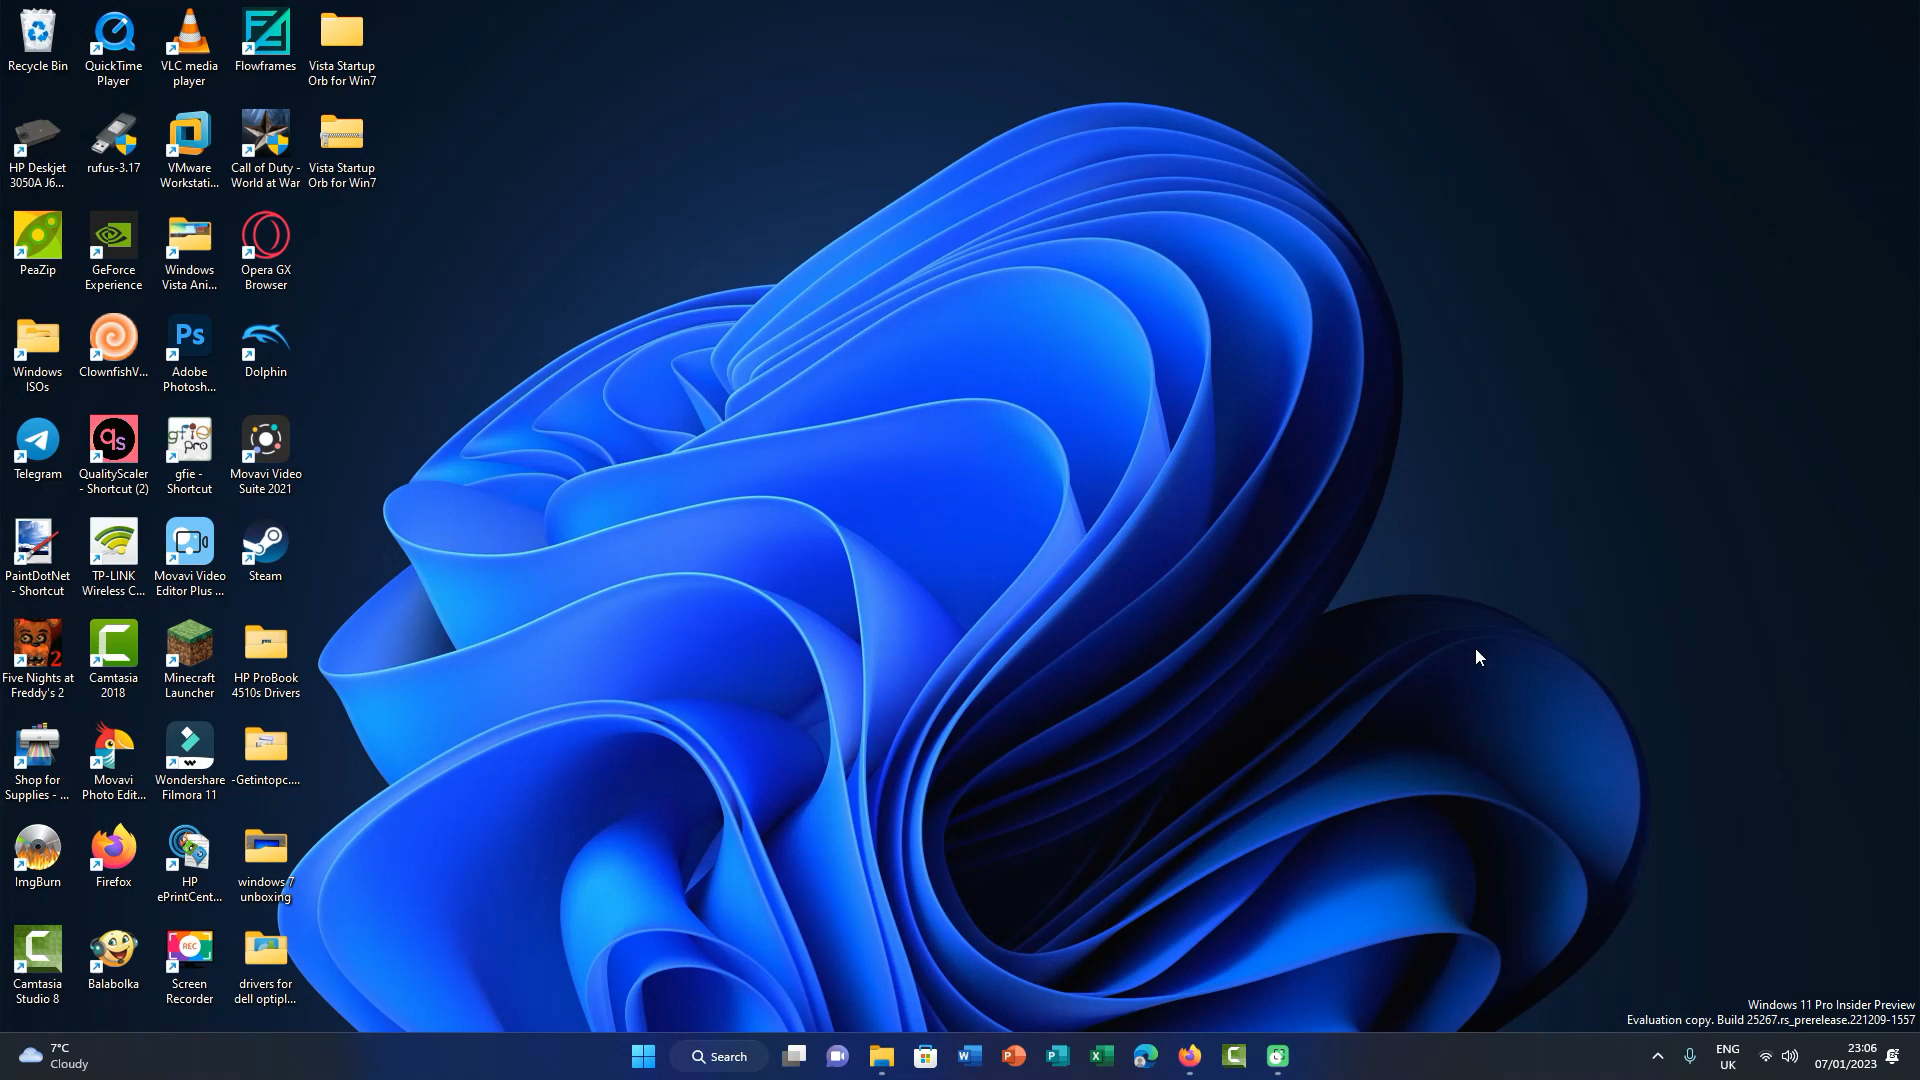 Recycle Bin
QuickTime
Player
VLC media
player
Flowframes
Vista Startup
Orb for Win7
HP Deskjet
3050A J6...
rufus-3.17
VMware
Workstati...
Call of Duty -
World at War
Vista Startup
Orb for Win7
PeaZip
GeForce
Experience
Windows
Vista Ani...
Opera GX
Browser
Windows
ISOs
ClownfishV...
Ps
Adobe
Photosh...
Dolphin
Telegram
qs
QualityScaler
- Shortcut (2)
gfie
pro
gfie -
Shortcut
Movavi Video
Suite 2021
PaintDotNet
- Shortcut
TP-LINK
Wireless C...
Movavi Video
Editor Plus ...
Steam
2
Five Nights at
Freddy's 2
Camtasia
2018
Minecraft
Launcher
HP ProBook
4510s Drivers
Shop for
Supplies - ...
Movavi
Photo Edit...
Wondershare
Filmora 11
-Getintopc....
ImgBurn
Firefox
HP
ePrintCent...
windows 7
unboxing
Camtasia
Studio 8
Balabolka
REC
Screen
Recorder
drivers for
dell optipl...
Windows 11 Pro Insider Preview
Evaluation copy. Build 25267.rs_prerelease.221209-1557
7°C
Cloudy
Search
ENG
UK
23:06
07/01/2023